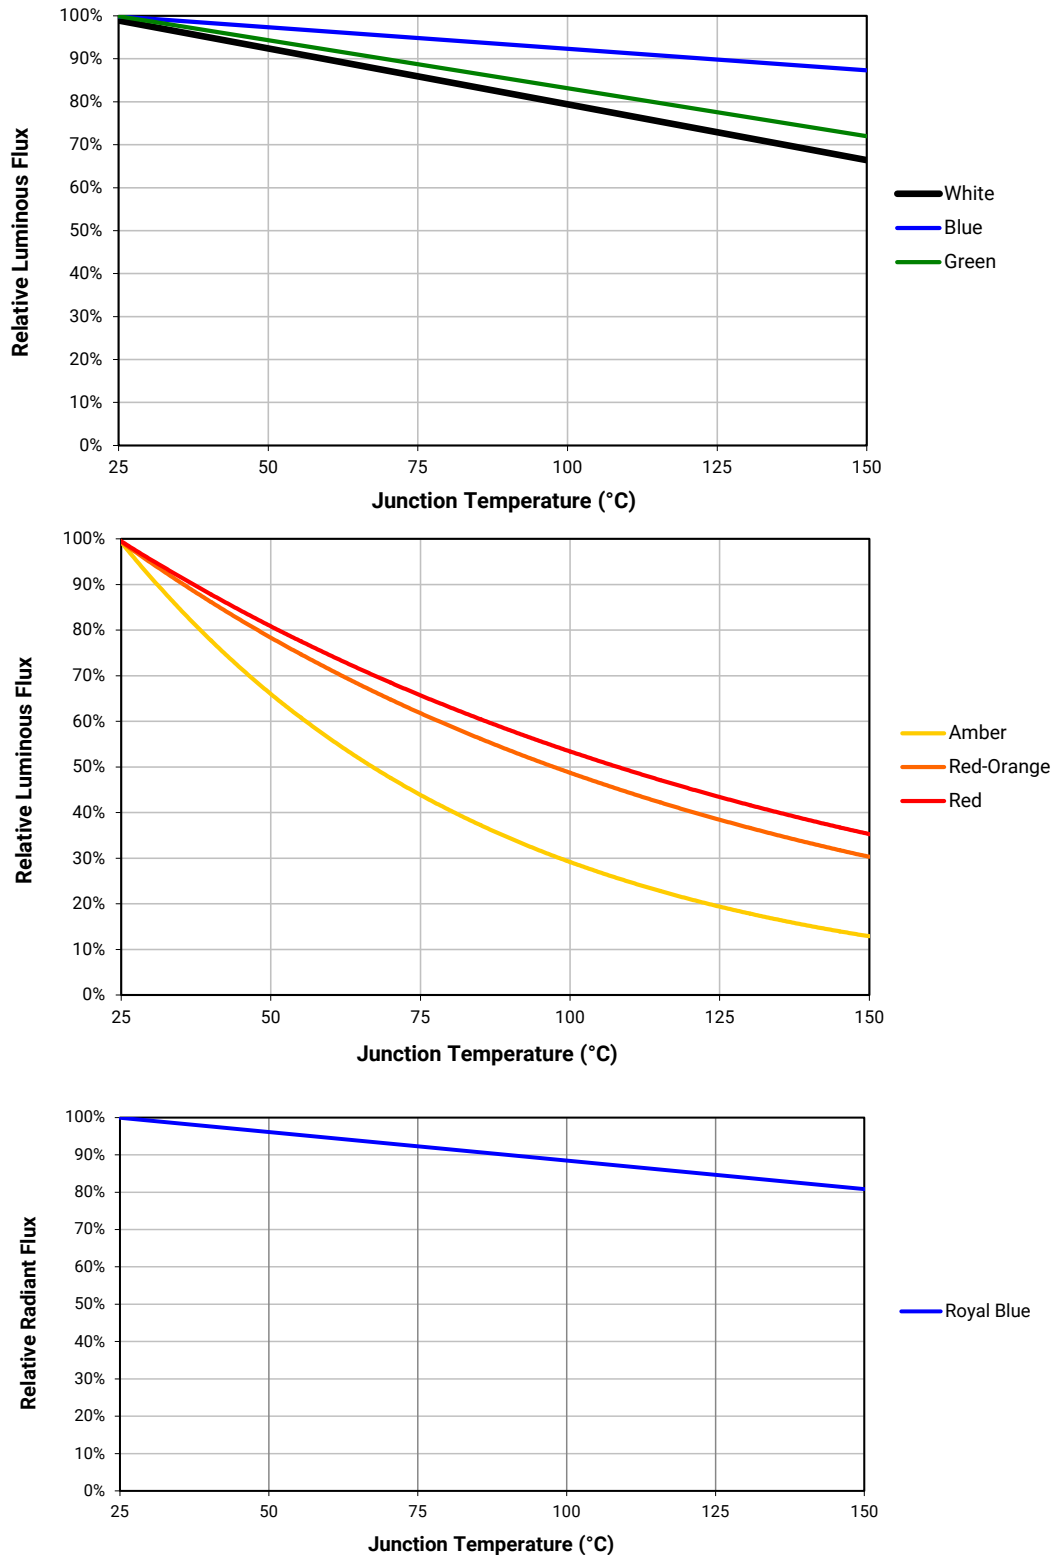 100%
90%
80%
70%
60%
50%
40%
30%
20%
10%
0%
Relative Luminous Flux
25 50 75 100 125 150
Junction Temperature (°C)
White
Blue
Green
100%
90%
80%
70%
60%
50%
40%
30%
20%
10%
0%
Relative Luminous Flux
25 50 75 100 125 150
Junction Temperature (°C)
Amber
Red-Orange
Red
100%
90%
80%
70%
60%
50%
40%
30%
20%
10%
0%
Relative Radiant Flux
25 50 75 100 125 150
Junction Temperature (°C)
Royal Blue